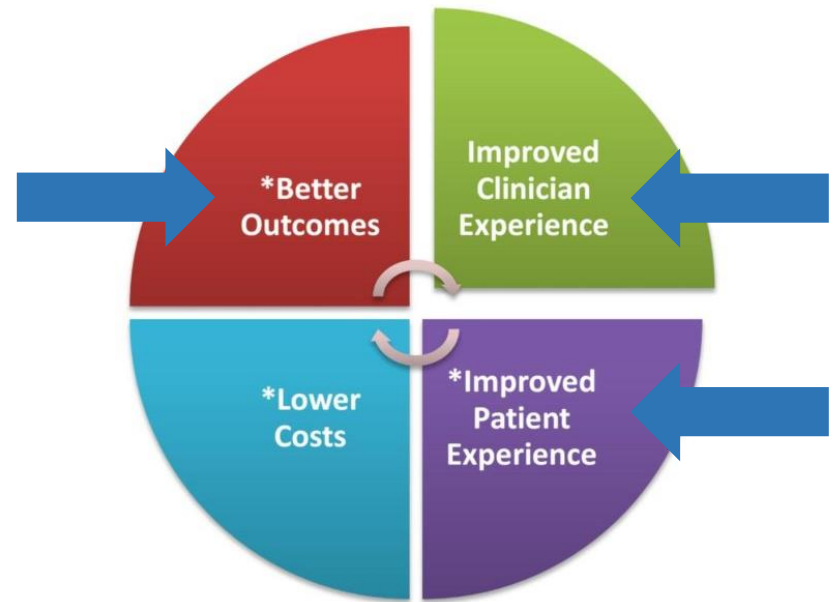 *Better
Outcomes
Improved
Clinician
Experience
*Lower
Costs
*Improved
Patient
Experience